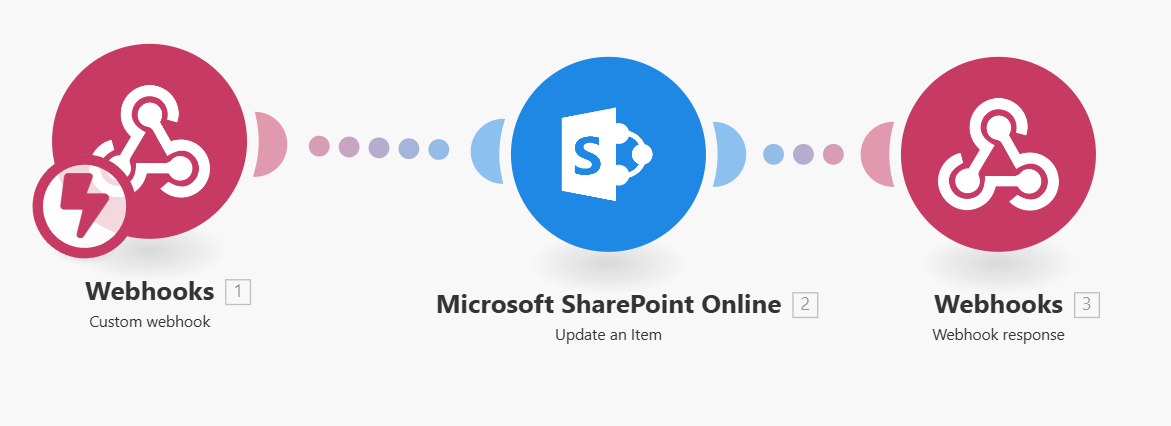 Webhooks 1
Custom webhook
Microsoft SharePoint Online 2
Update an Item
Webhooks 3
Webhook response